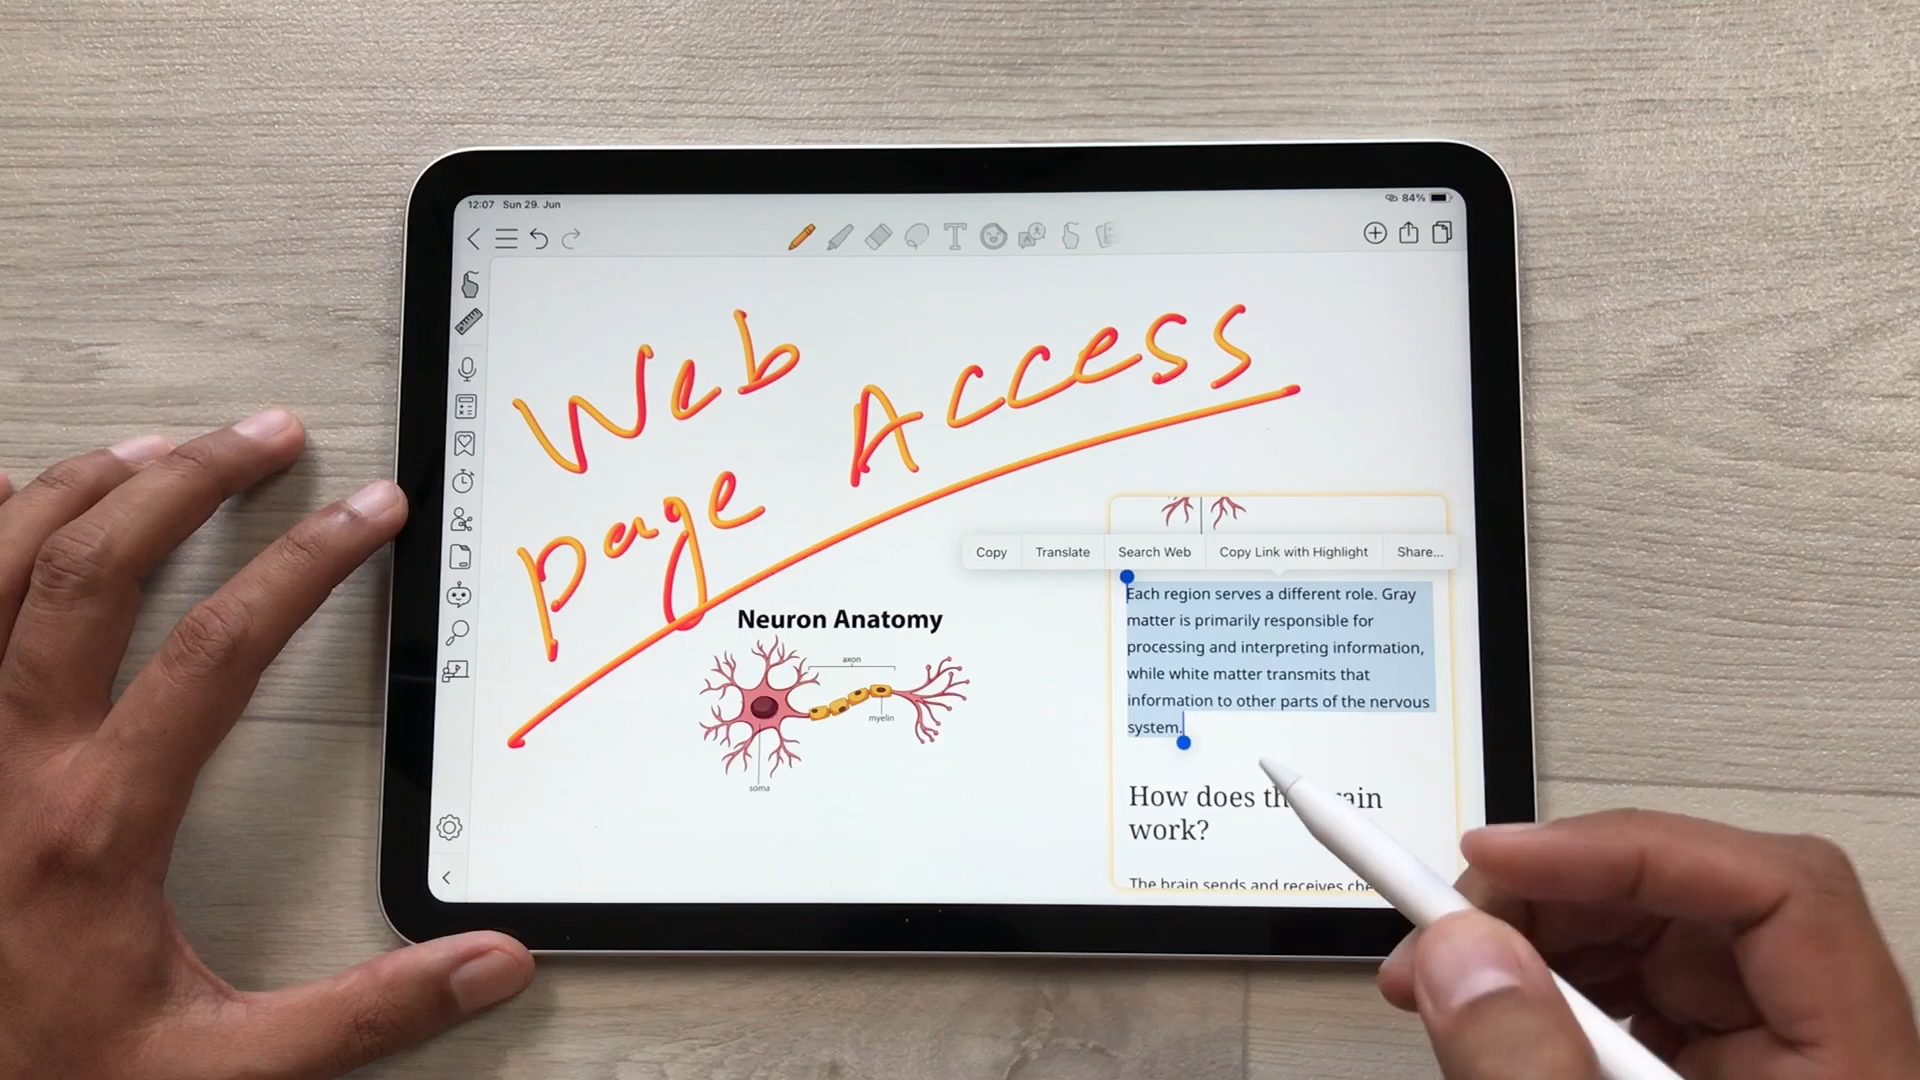 12:07 Sun 29. Jun
84%
Web
page Access
Neuron Anatomy
axon
myelin
soma
Copy Translate Search Web Copy Link with Highlight Share...
Each region serves a different role. Gray
matter is primarily responsible for
processing and interpreting information,
while white matter transmits that
information to other parts of the nervous
system.
How does th ain
work?
The brain sends and receives che